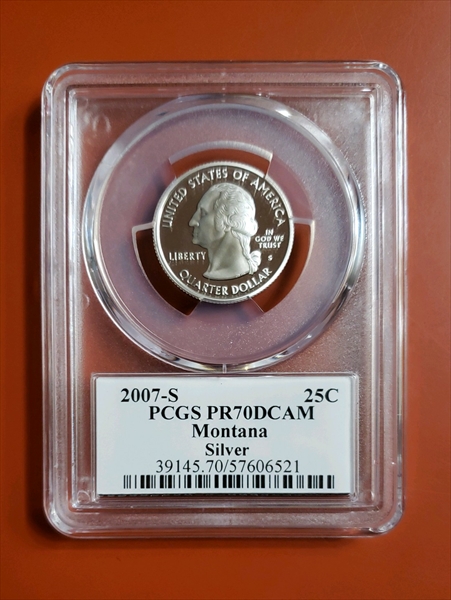 UNITED STATES OF AMERICA
LIBERTY
IN
GOD WE
TRUST
S
QUARTER DOLLAR
2007-S 25C
PCGS PR70DCAM
Montana
Silver
39145.70/57606521